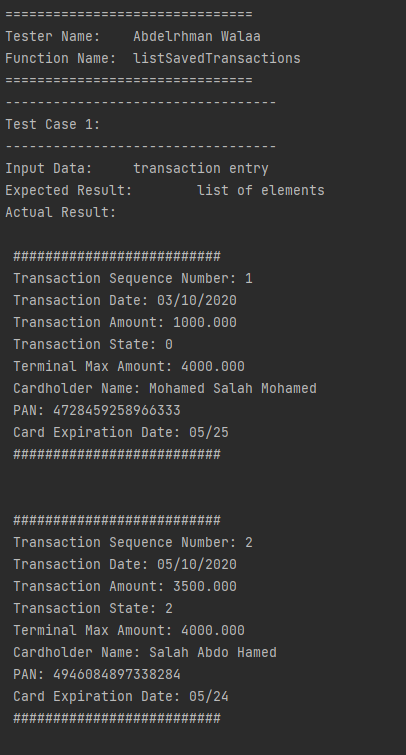 ===============================
Tester Name:    Abdelrhman Walaa
Function Name:  listSavedTransactions
===============================
----------------------------------
Test Case 1:
----------------------------------
Input Data:     transaction entry
Expected Result:        list of elements
Actual Result:
##########################
Transaction Sequence Number: 1
Transaction Date: 03/10/2020
Transaction Amount: 1000.000
Transaction State: 0
Terminal Max Amount: 4000.000
Cardholder Name: Mohamed Salah Mohamed
PAN: 4728459258966333
Card Expiration Date: 05/25
##########################
##########################
Transaction Sequence Number: 2
Transaction Date: 05/10/2020
Transaction Amount: 3500.000
Transaction State: 2
Terminal Max Amount: 4000.000
Cardholder Name: Salah Abdo Hamed
PAN: 4946084897338284
Card Expiration Date: 05/24
##########################